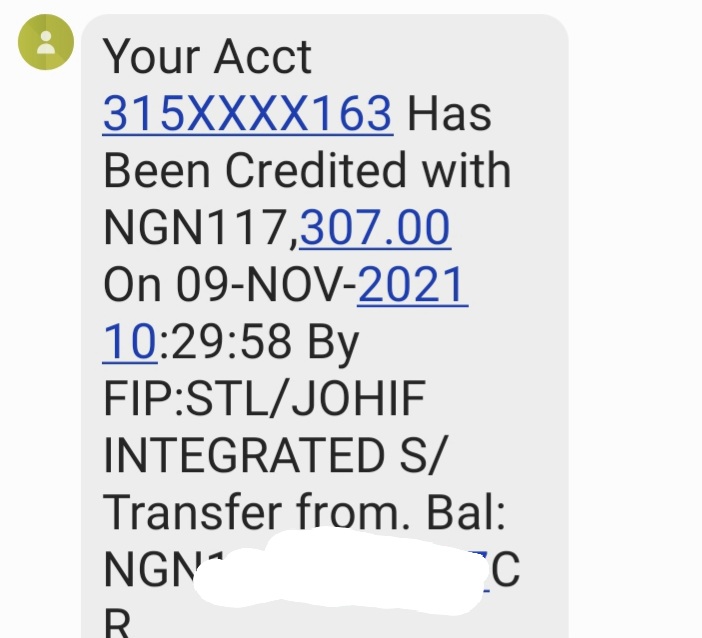 Your Acct
315XXXX163 Has
Been Credited with
NGN117,307.00
On 09-NOV-2021
10:29:58 By
FIP:STL/JOHIF
INTEGRATED S/
Transfer from. Bal:
NGN C
R